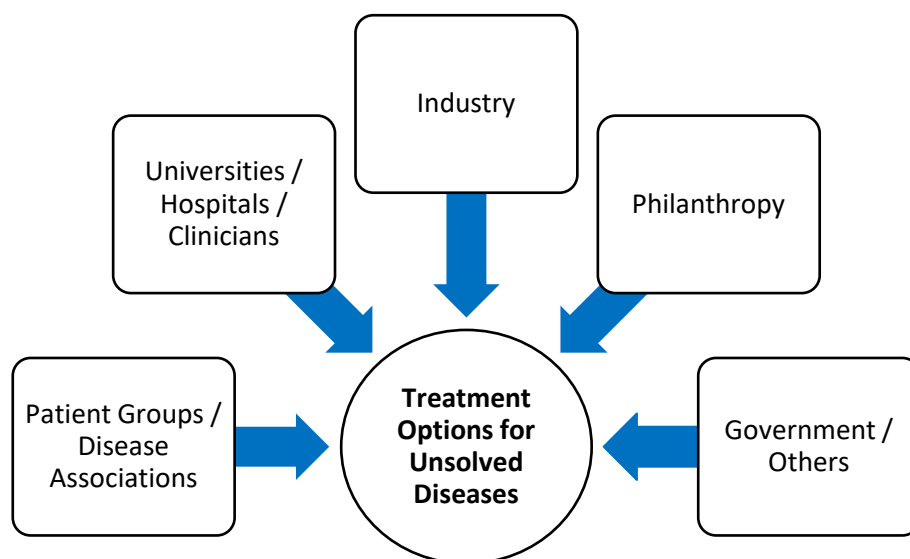 Industry
Universities /
Hospitals /
Clinicians
Philanthropy
Patient Groups /
Disease
Associations
Treatment
Options for
Unsolved
Diseases
Government /
Others